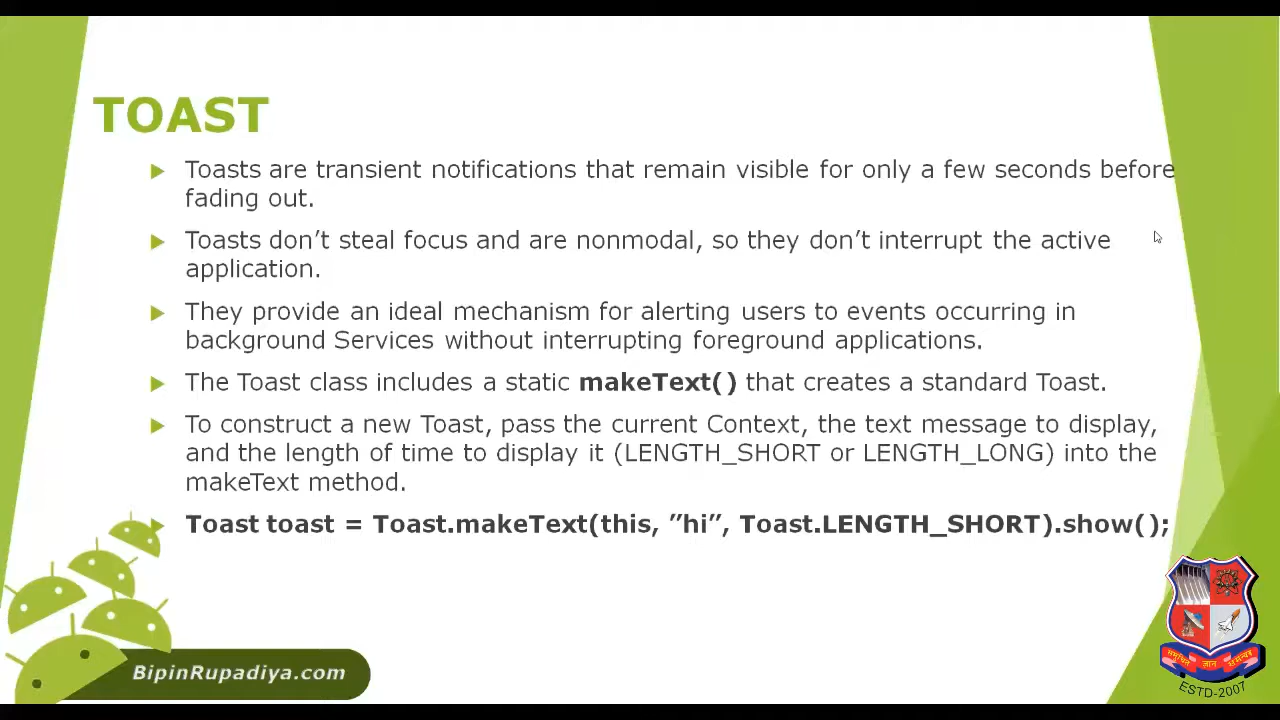 TOAST
Toasts are transient notifications that remain visible for only a few seconds before
fading out.
Toasts don’t steal focus and are nonmodal, so they don’t interrupt the active
application.
They provide an ideal mechanism for alerting users to events occurring in
background Services without interrupting foreground applications.
The Toast class includes a static makeText() that creates a standard Toast.
To construct a new Toast, pass the current Context, the text message to display,
and the length of time to display it (LENGTH_SHORT or LENGTH_LONG) into the
makeText method.
Toast toast = Toast.makeText(this, ”hi”, Toast.LENGTH_SHORT).show();
BipinRupadiya.com
ज्ञान
ESTD-2007